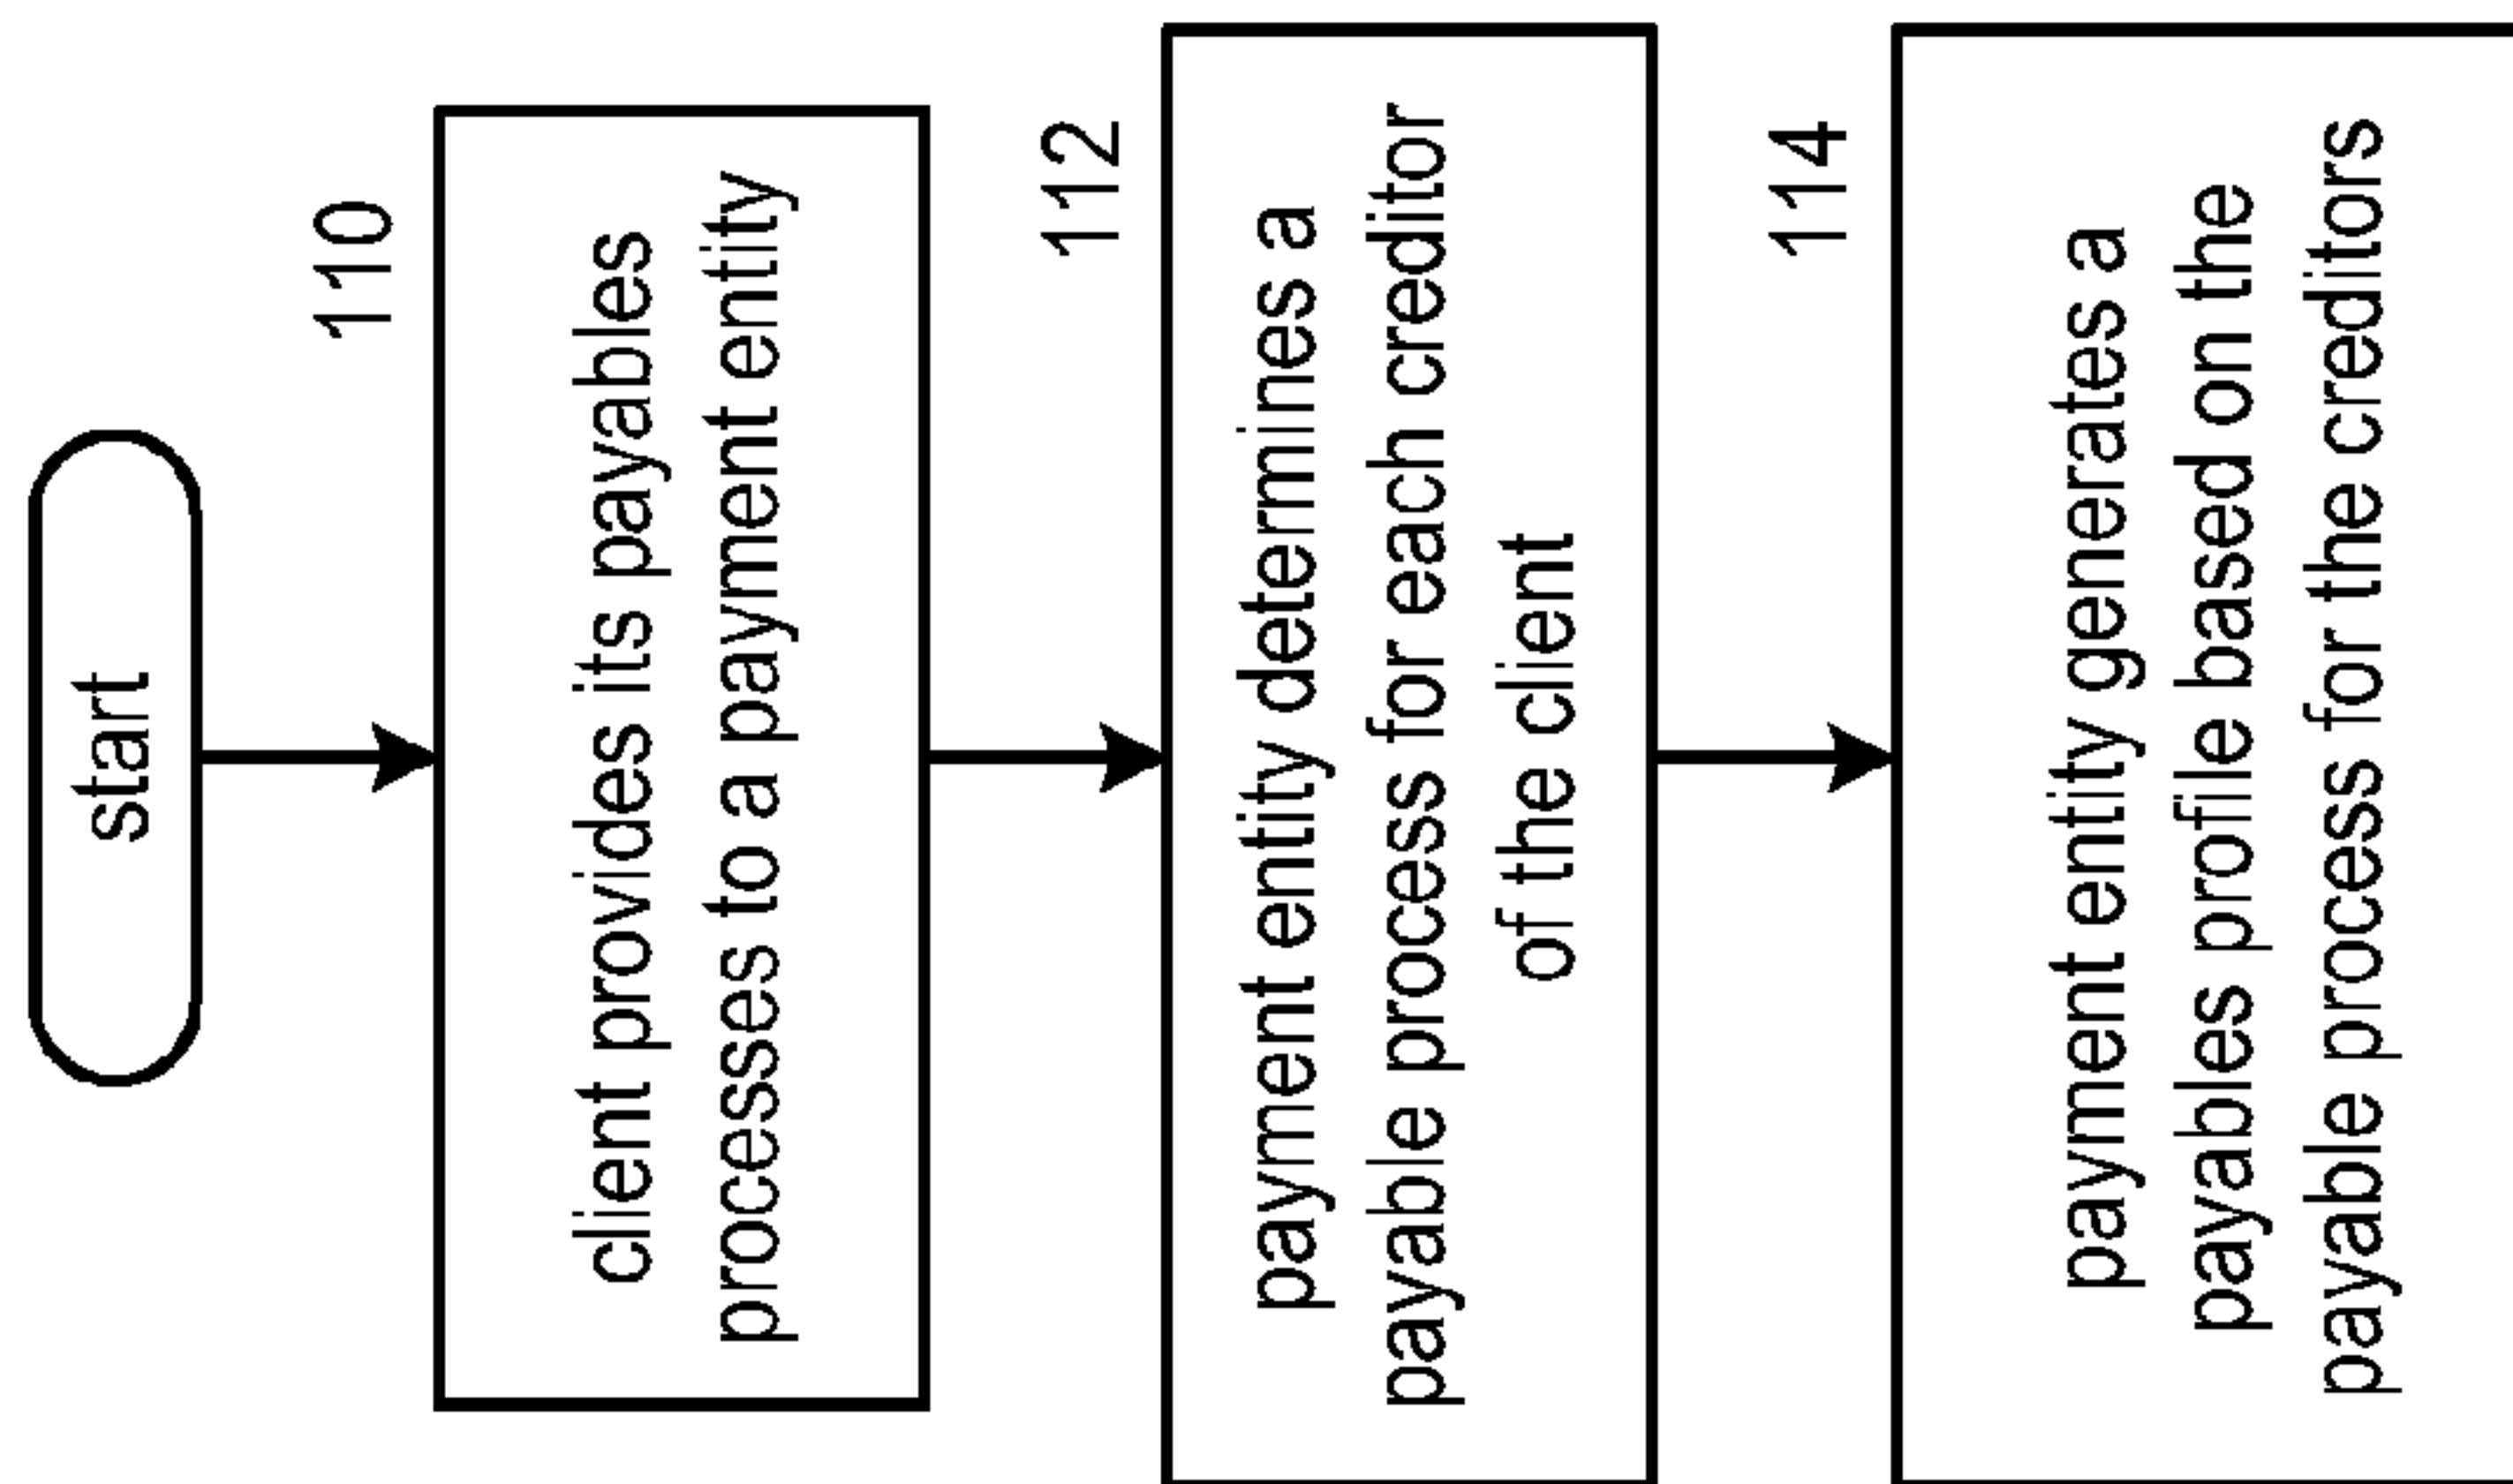 start
110
client provides its payables
processes to a payment entity
112
payment entity determines a
payable process for each creditor
of the client
114
payment entity generates a
payables profile based on the
payable process for the creditors